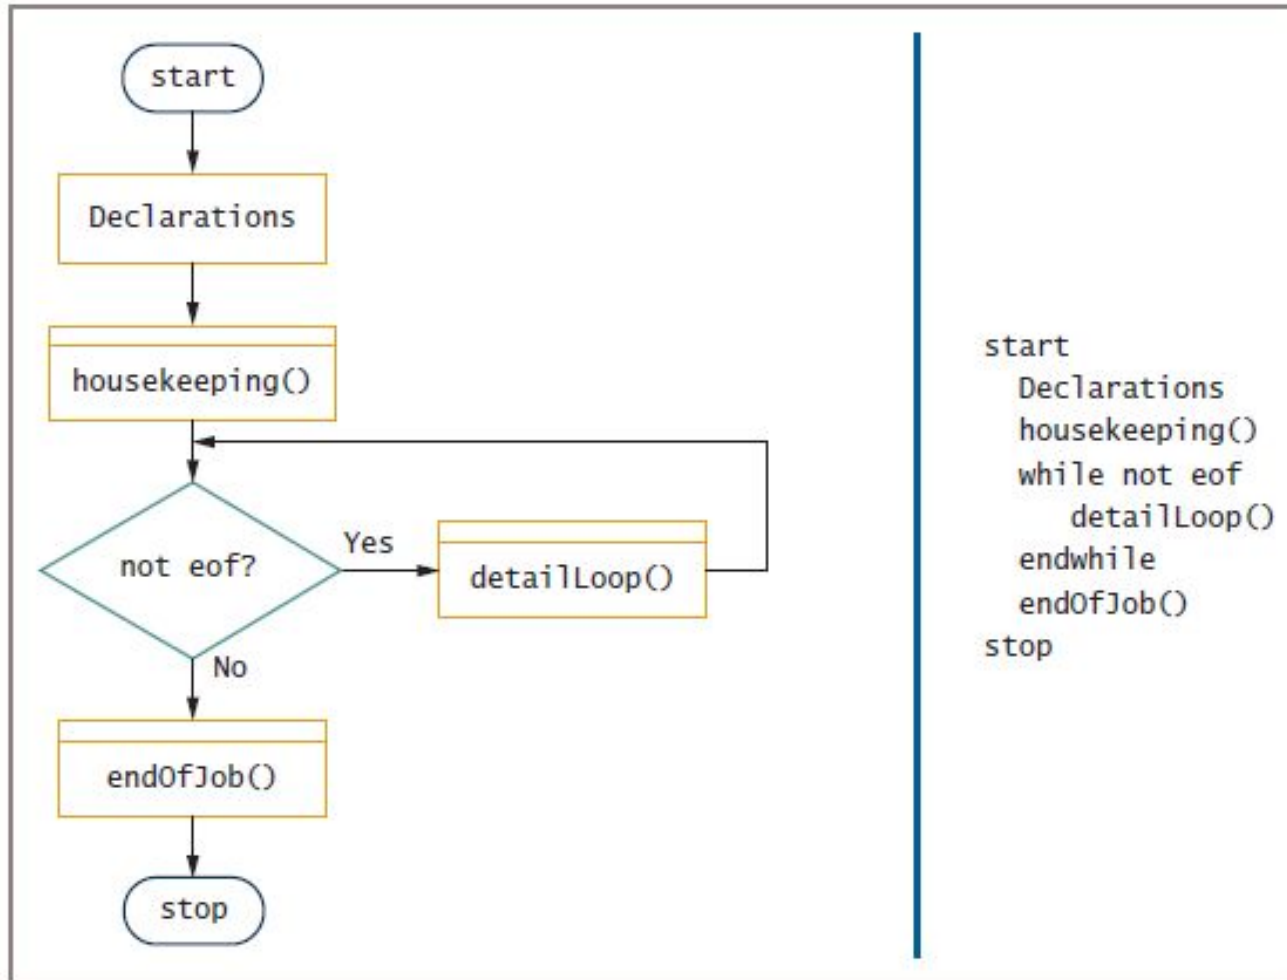 start
Declarations
housekeeping()
not eof?
Yes
detailLoop()
No
endOfJob()
stop
start
Declarations
housekeeping()
while not eof
detailLoop()
endwhile
endOfJob()
stop